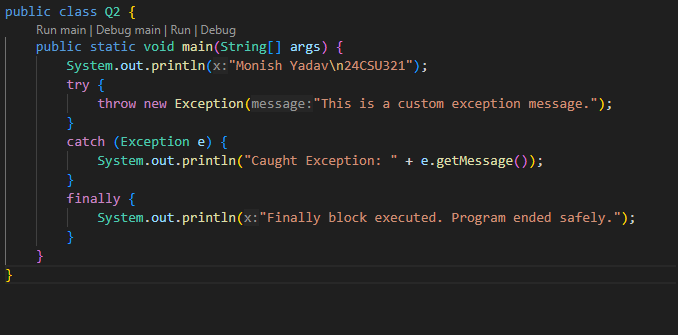 public class Q2 {
Run main | Debug main | Run | Debug
public static void main(String[] args) {
System.out.println(x:"Monish Yadav\n24CSU321");
try {
throw new Exception(message:"This is a custom exception message.");
}
catch (Exception e) {
System.out.println("Caught Exception: " + e.getMessage());
}
finally {
System.out.println(x:"Finally block executed. Program ended safely.");
}
}
}